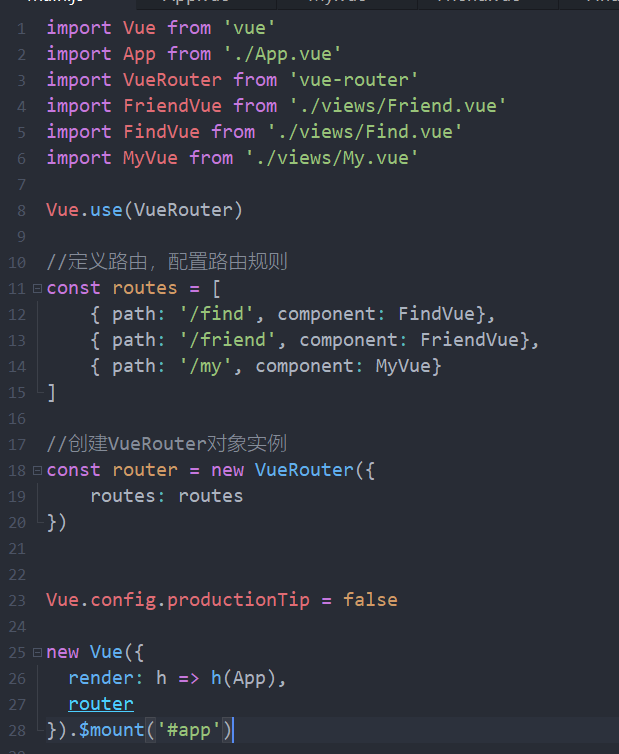 1 import Vue from 'vue'
2 import App from './App.vue'
3 import VueRouter from 'vue-router'
4 import FriendVue from './views/Friend.vue'
5 import FindVue from './views/Find.vue'
6 import MyVue from './views/My.vue'
7
8 Vue.use(VueRouter)
9
10 //定义路由，配置路由规则
11 const routes = [
12     { path: '/find', component: FindVue},
13     { path: '/friend', component: FriendVue},
14     { path: '/my', component: MyVue}
15 ]
16
17 //创建VueRouter对象实例
18 const router = new VueRouter({
19     routes: routes
20 })
21
22
23 Vue.config.productionTip = false
24
25 new Vue({
26   render: h => h(App),
27   router
28 }).$mount('#app')